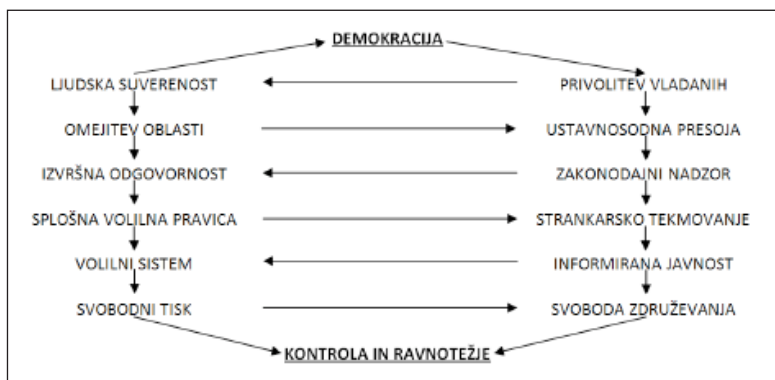 DEMOKRACIJA
LJUDSKA SUVERENOST
PRIVOLITEV VLADANIH
OMEJITEV OBLASTI
USTAVNOSODNA PRESOJA
IZVRŠNA ODGOVORNOST
ZAKONODAJNI NADZOR
SPLOŠNA VOLILNA PRAVICA
STRANKARSKO TEKMOVANJE
VOLILNI SISTEM
INFORMIRANA JAVNOST
SVOBODNI TISK
SVOBODA ZDRUŽEVANJA
KONTROLA IN RAVNOTEŽJE